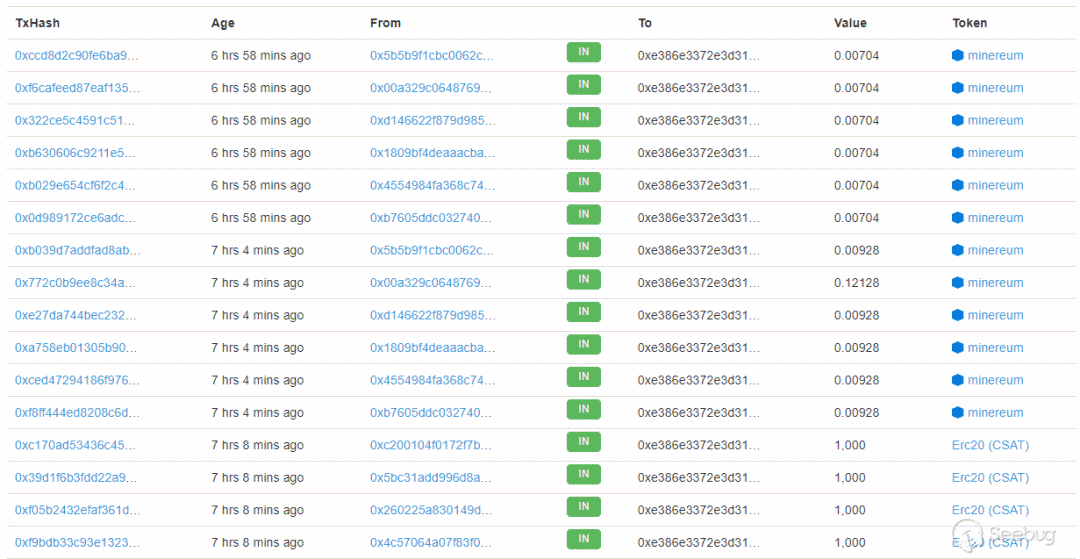 TxHash Age From To Value Token
0xccd8d2c90fe6ba9... 6 hrs 58 mins ago 0x5b5b9f1cbc0062c... IN 0xe386e3372e3d31... 0.00704 minereum
0xf6cafeed87eaf135... 6 hrs 58 mins ago 0x00a329c0648769... IN 0xe386e3372e3d31... 0.00704 minereum
0x322ce5c4591c51... 6 hrs 58 mins ago 0xd146622f879d985... IN 0xe386e3372e3d31... 0.00704 minereum
0xb630606c9211e5... 6 hrs 58 mins ago 0x1809bf4deaaacba... IN 0xe386e3372e3d31... 0.00704 minereum
0xb029e654cf6f2c4... 6 hrs 58 mins ago 0x4554984fa368c74... IN 0xe386e3372e3d31... 0.00704 minereum
0x0d989172ce6adc... 6 hrs 58 mins ago 0xb7605ddc032740... IN 0xe386e3372e3d31... 0.00704 minereum
0xb039d7addfad8ab... 7 hrs 4 mins ago 0x5b5b9f1cbc0062c... IN 0xe386e3372e3d31... 0.00928 minereum
0x772c0b9ee8c34a... 7 hrs 4 mins ago 0x00a329c0648769... IN 0xe386e3372e3d31... 0.12128 minereum
0xe27da744bec232... 7 hrs 4 mins ago 0xd146622f879d985... IN 0xe386e3372e3d31... 0.00928 minereum
0xa758eb01305b90... 7 hrs 4 mins ago 0x1809bf4deaaacba... IN 0xe386e3372e3d31... 0.00928 minereum
0xced47294186f976... 7 hrs 4 mins ago 0x4554984fa368c74... IN 0xe386e3372e3d31... 0.00928 minereum
0xf8ff444ed8208c6d... 7 hrs 4 mins ago 0xb7605ddc032740... IN 0xe386e3372e3d31... 0.00928 minereum
0xc170ad53436c45... 7 hrs 8 mins ago 0xc200104f0172f7b... IN 0xe386e3372e3d31... 1,000 Erc20 (CSAT)
0x39d1f6b3fdd22a9... 7 hrs 8 mins ago 0x5bc31add996d8a... IN 0xe386e3372e3d31... 1,000 Erc20 (CSAT)
0xf05b2432efaf361d... 7 hrs 8 mins ago 0x260225a830149d... IN 0xe386e3372e3d31... 1,000 Erc20 (CSAT)
0xf9bdb33c93e1323... 7 hrs 8 mins ago 0x4c57064a07f83f0... IN 0xe386e3372e3d31... 1,000 Erc20 (CSAT)
Seebug